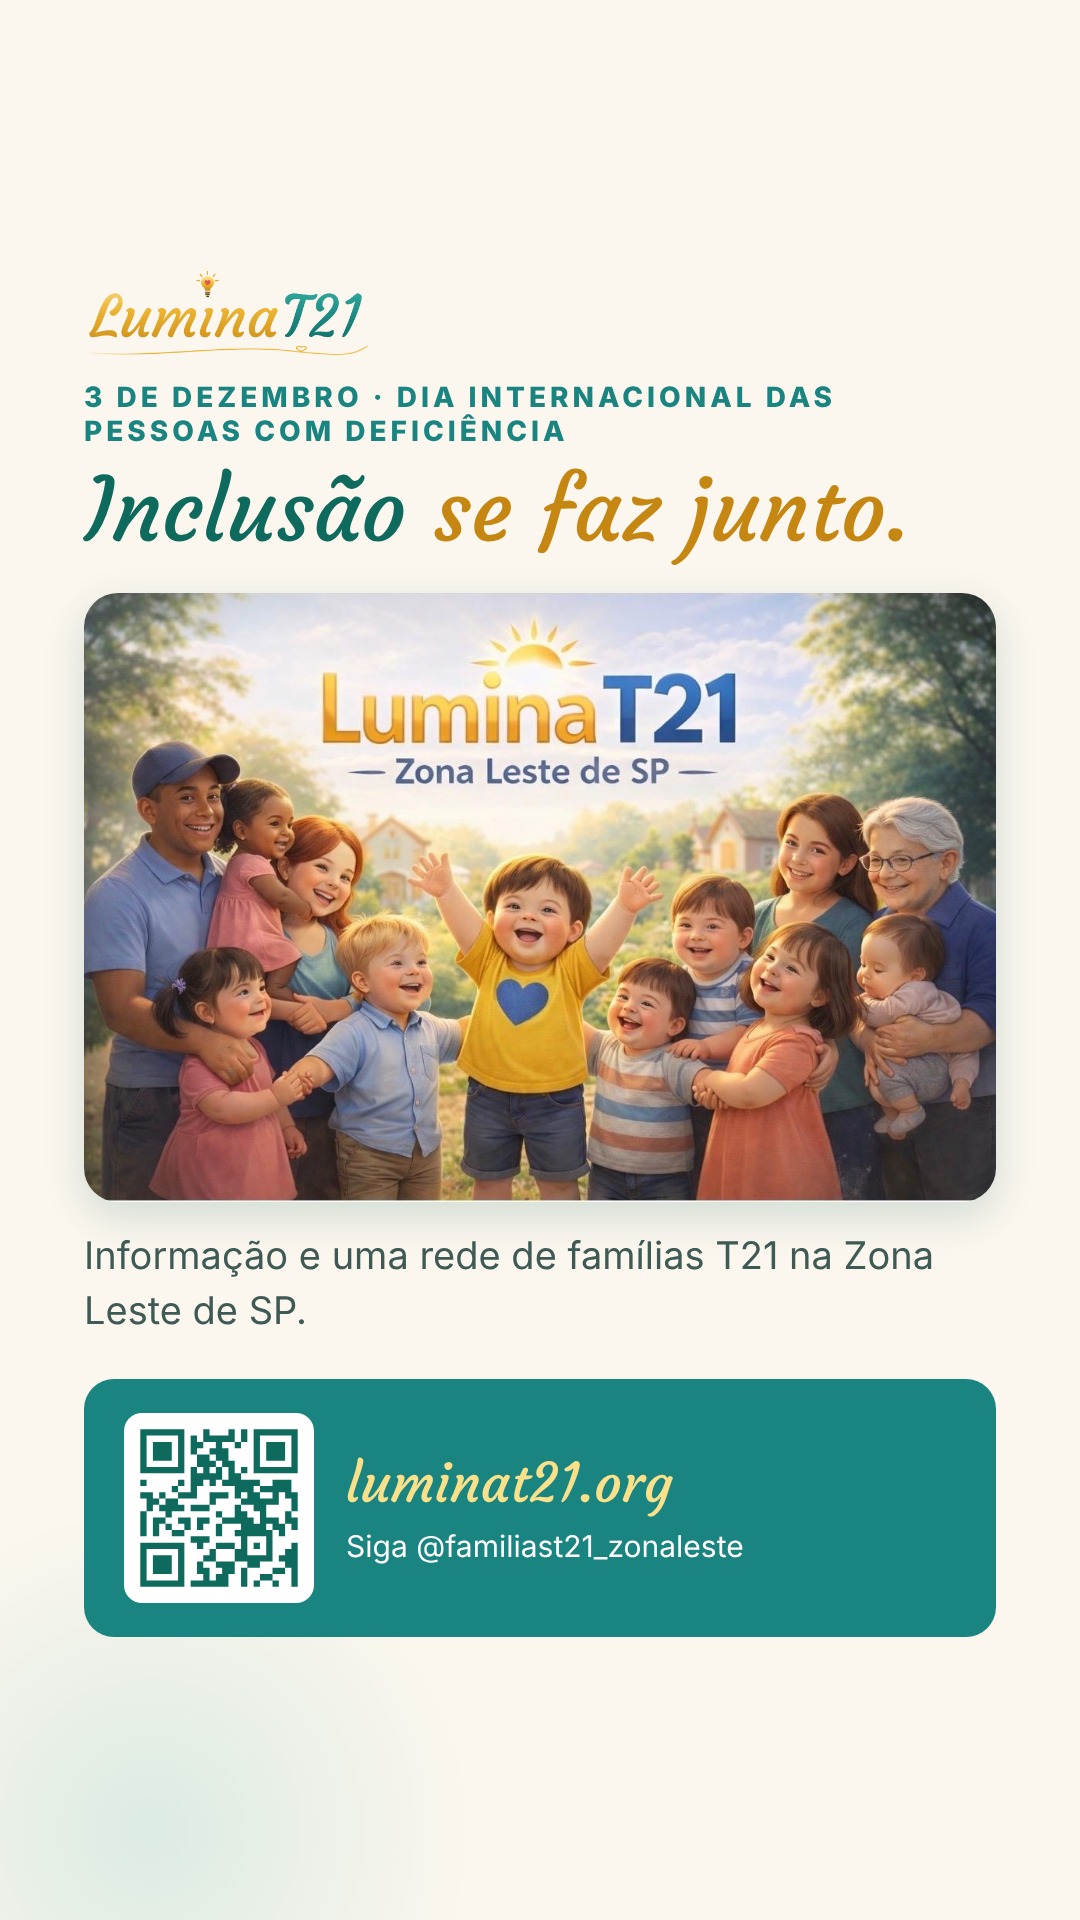 LuminaT21
3 DE DEZEMBRO · DIA INTERNACIONAL DAS
PESSOAS COM DEFICIÊNCIA
Inclusão se faz junto.
LuminaT21
Zona Leste de SP
Informação e uma rede de famílias T21 na Zona
Leste de SP.
luminat21.org
Siga @familiast21_zonaleste